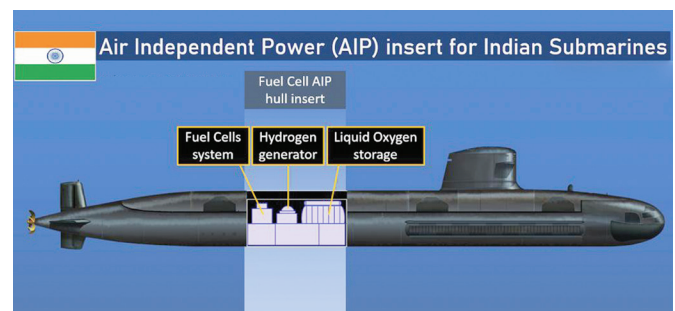 Air Independent Power (AIP) insert for Indian Submarines
Fuel Cell AIP
hull insert
Fuel Cells
system
Hydrogen
generator
Liquid Oxygen
storage